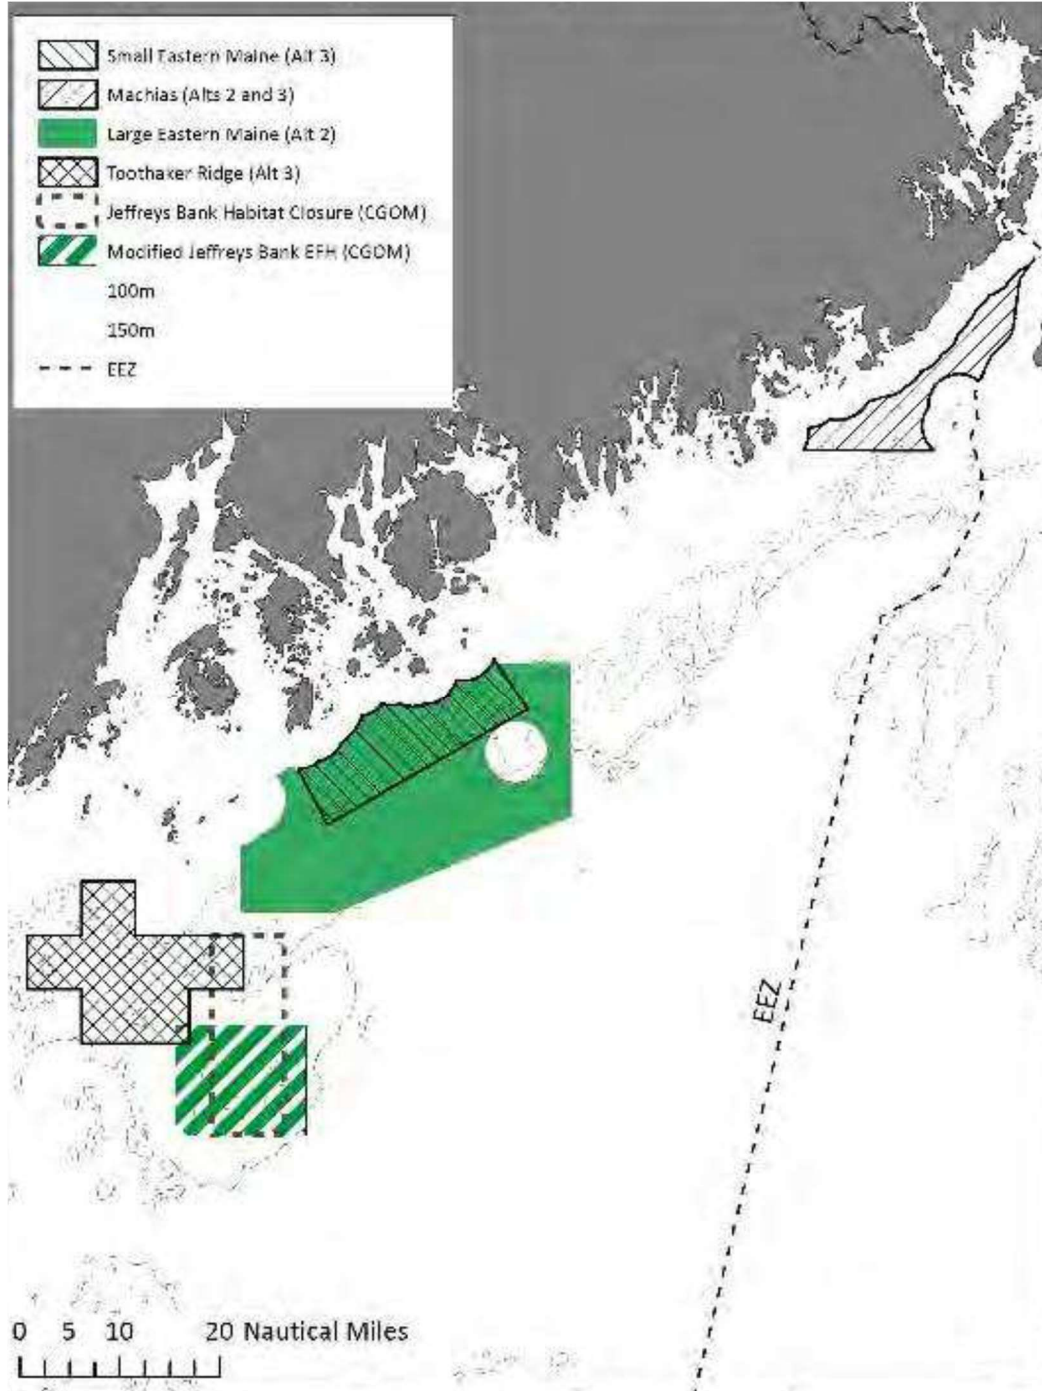 Small Eastern Maine (Alt 3)
Machias (Alts 2 and 3)
Large Eastern Maine (Alt 2)
Toothaker Ridge (Alt 3)
Jeffreys Bank Habitat Closure (CGOM)
Modified Jeffreys Bank EFH (CGOM)
100m
150m
EEZ
EEZ
0 5 10 20 Nautical Miles